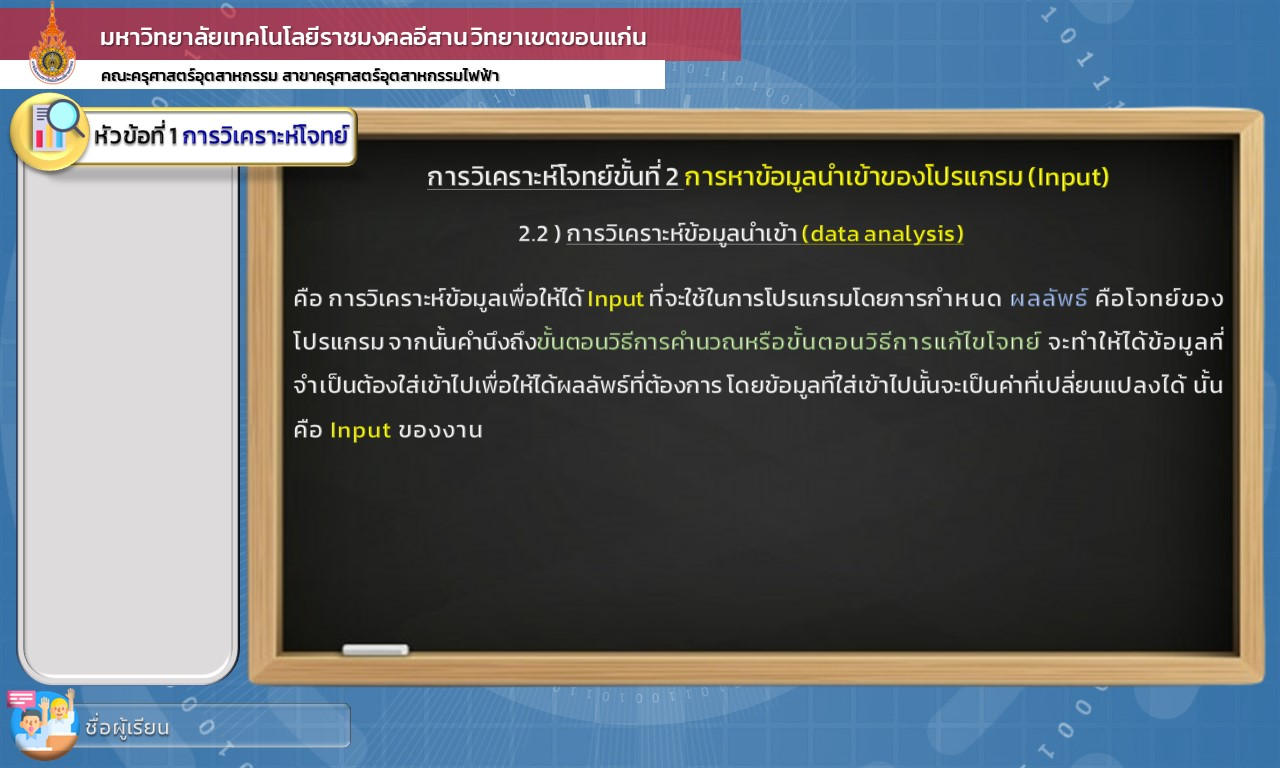 มหาวิทยาลัยเทคโนโลยีราชมงคลอีสาน วิทยาเขตขอนแก่น
คณะครุศาสตร์อุตสาหกรรม สาขาครุศาสตร์อุตสาหกรรมไฟฟ้า
หัวข้อที่ 1 การวิเคราะห์โจทย์
การวิเคราะห์โจทย์ขั้นที่ 2 การหาข้อมูลนำเข้าของโปรแกรม (Input)
2.2 ) การวิเคราะห์ข้อมูลนำเข้า (data analysis)
คือ การวิเคราะห์ข้อมูลเพื่อให้ได้ Input ที่จะใช้ในการโปรแกรมโดยการกำหนด ผลลัพธ์ คือโจทย์ของ
โปรแกรม จากนั้นคำนึงถึงขั้นตอนวิธีการคำนวณหรือขั้นตอนวิธีการแก้ไขโจทย์ จะทำให้ได้ข้อมูลที่
จำเป็นต้องใส่เข้าไปเพื่อให้ได้ผลลัพธ์ที่ต้องการ โดยข้อมูลที่ใส่เข้าไปนั้นจะเป็นค่าที่เปลี่ยนแปลงได้ นั้น
คือ Input ของงาน
ชื่อผู้เรียน